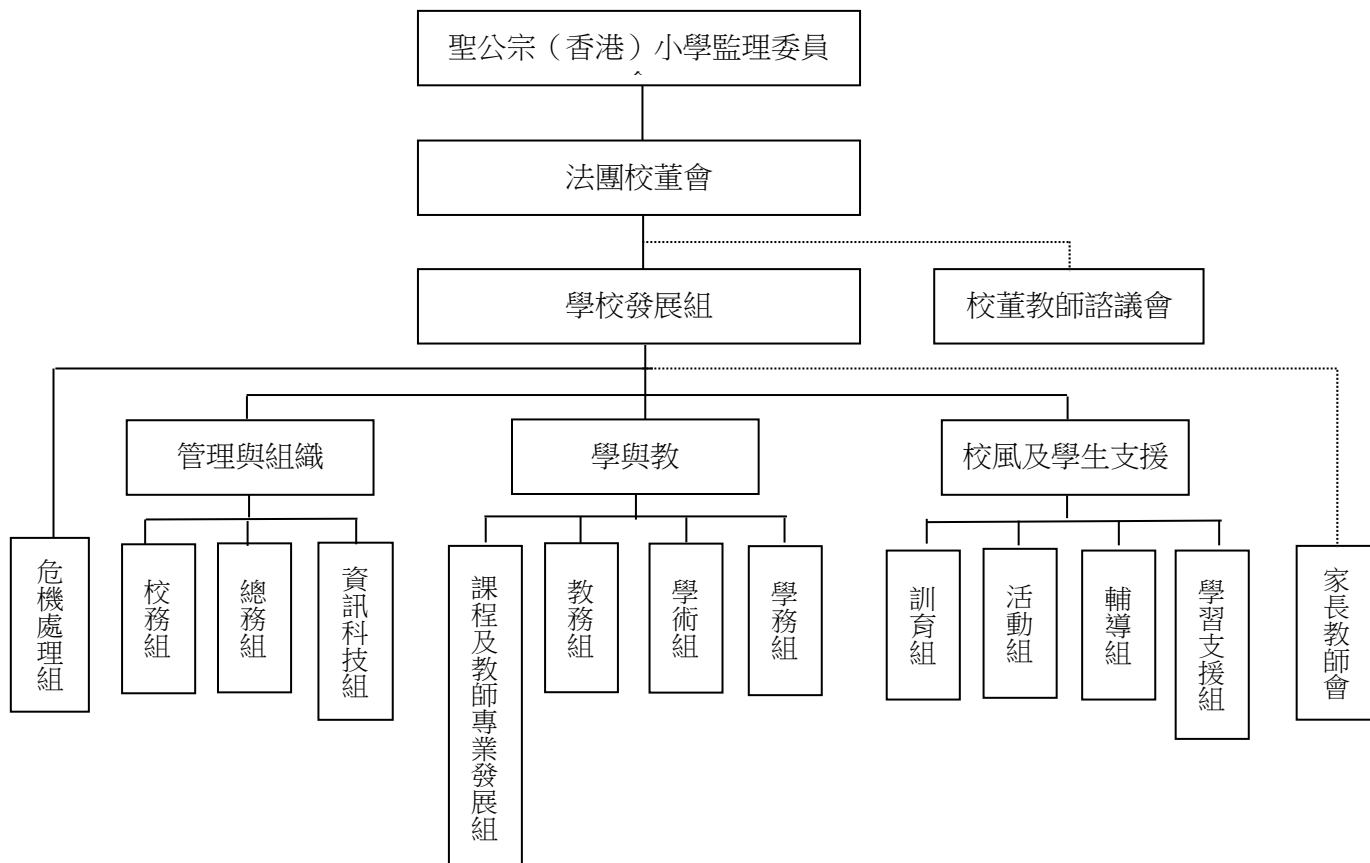 聖公宗（香港）小學監理委員
法團校董會
學校發展組
校董教師諮議會
管理與組織
學與教
校風及學生支援
危機處理組
校務組
總務組
資訊科技組
課程及教師專業發展組
教務組
學術組
學務組
訓育組
活動組
輔導組
學習支援組
家長教師會